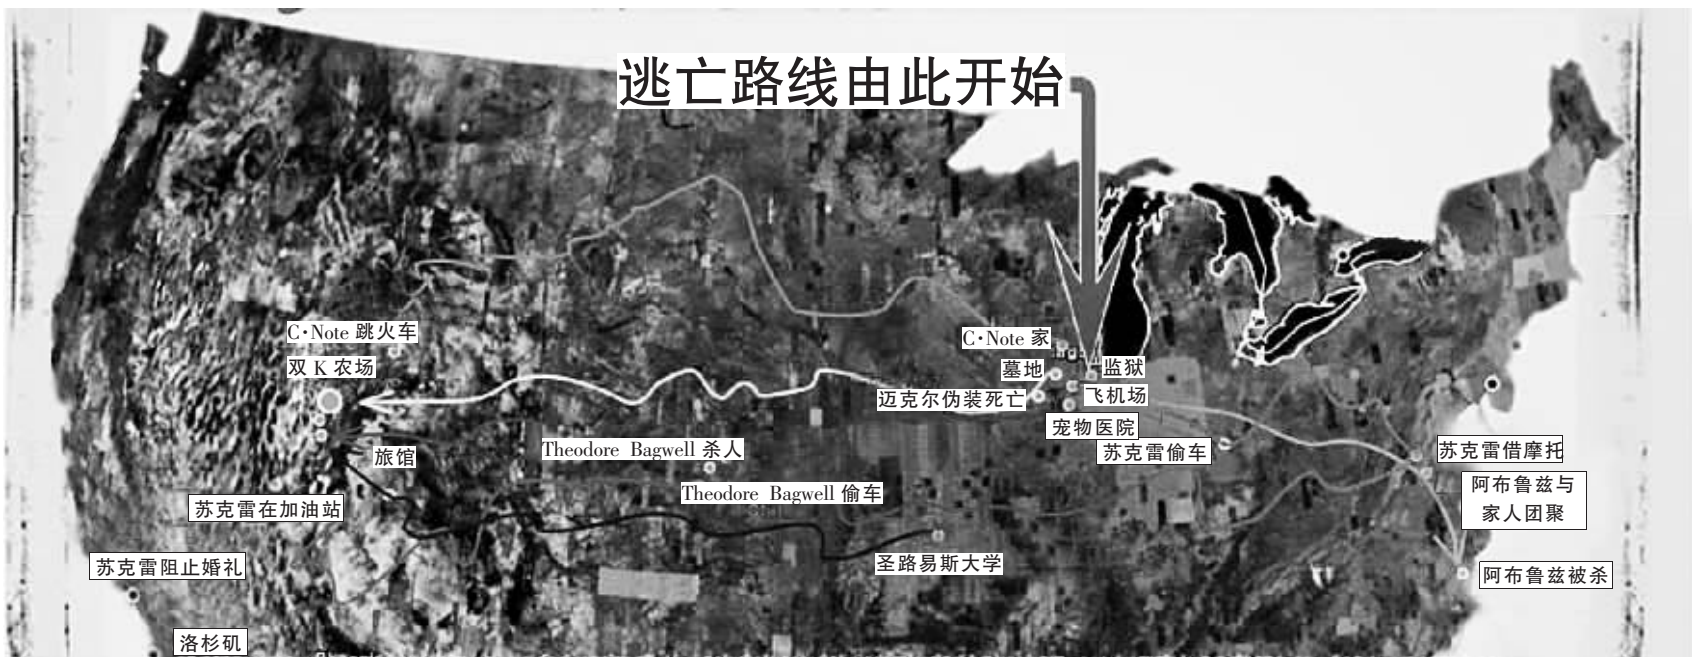 逃亡路线由此开始
C·Note 跳火车
双 K 农场
C·Note 家
墓地
监狱
迈克尔伪装死亡
飞机场
宠物医院
苏克雷偷车
苏克雷借摩托
旅馆
Theodore Bagwell 杀人
Theodore Bagwell 偷车
阿布鲁兹与
家人团聚
苏克雷在加油站
圣路易斯大学
苏克雷阻止婚礼
阿布鲁兹被杀
洛杉矶